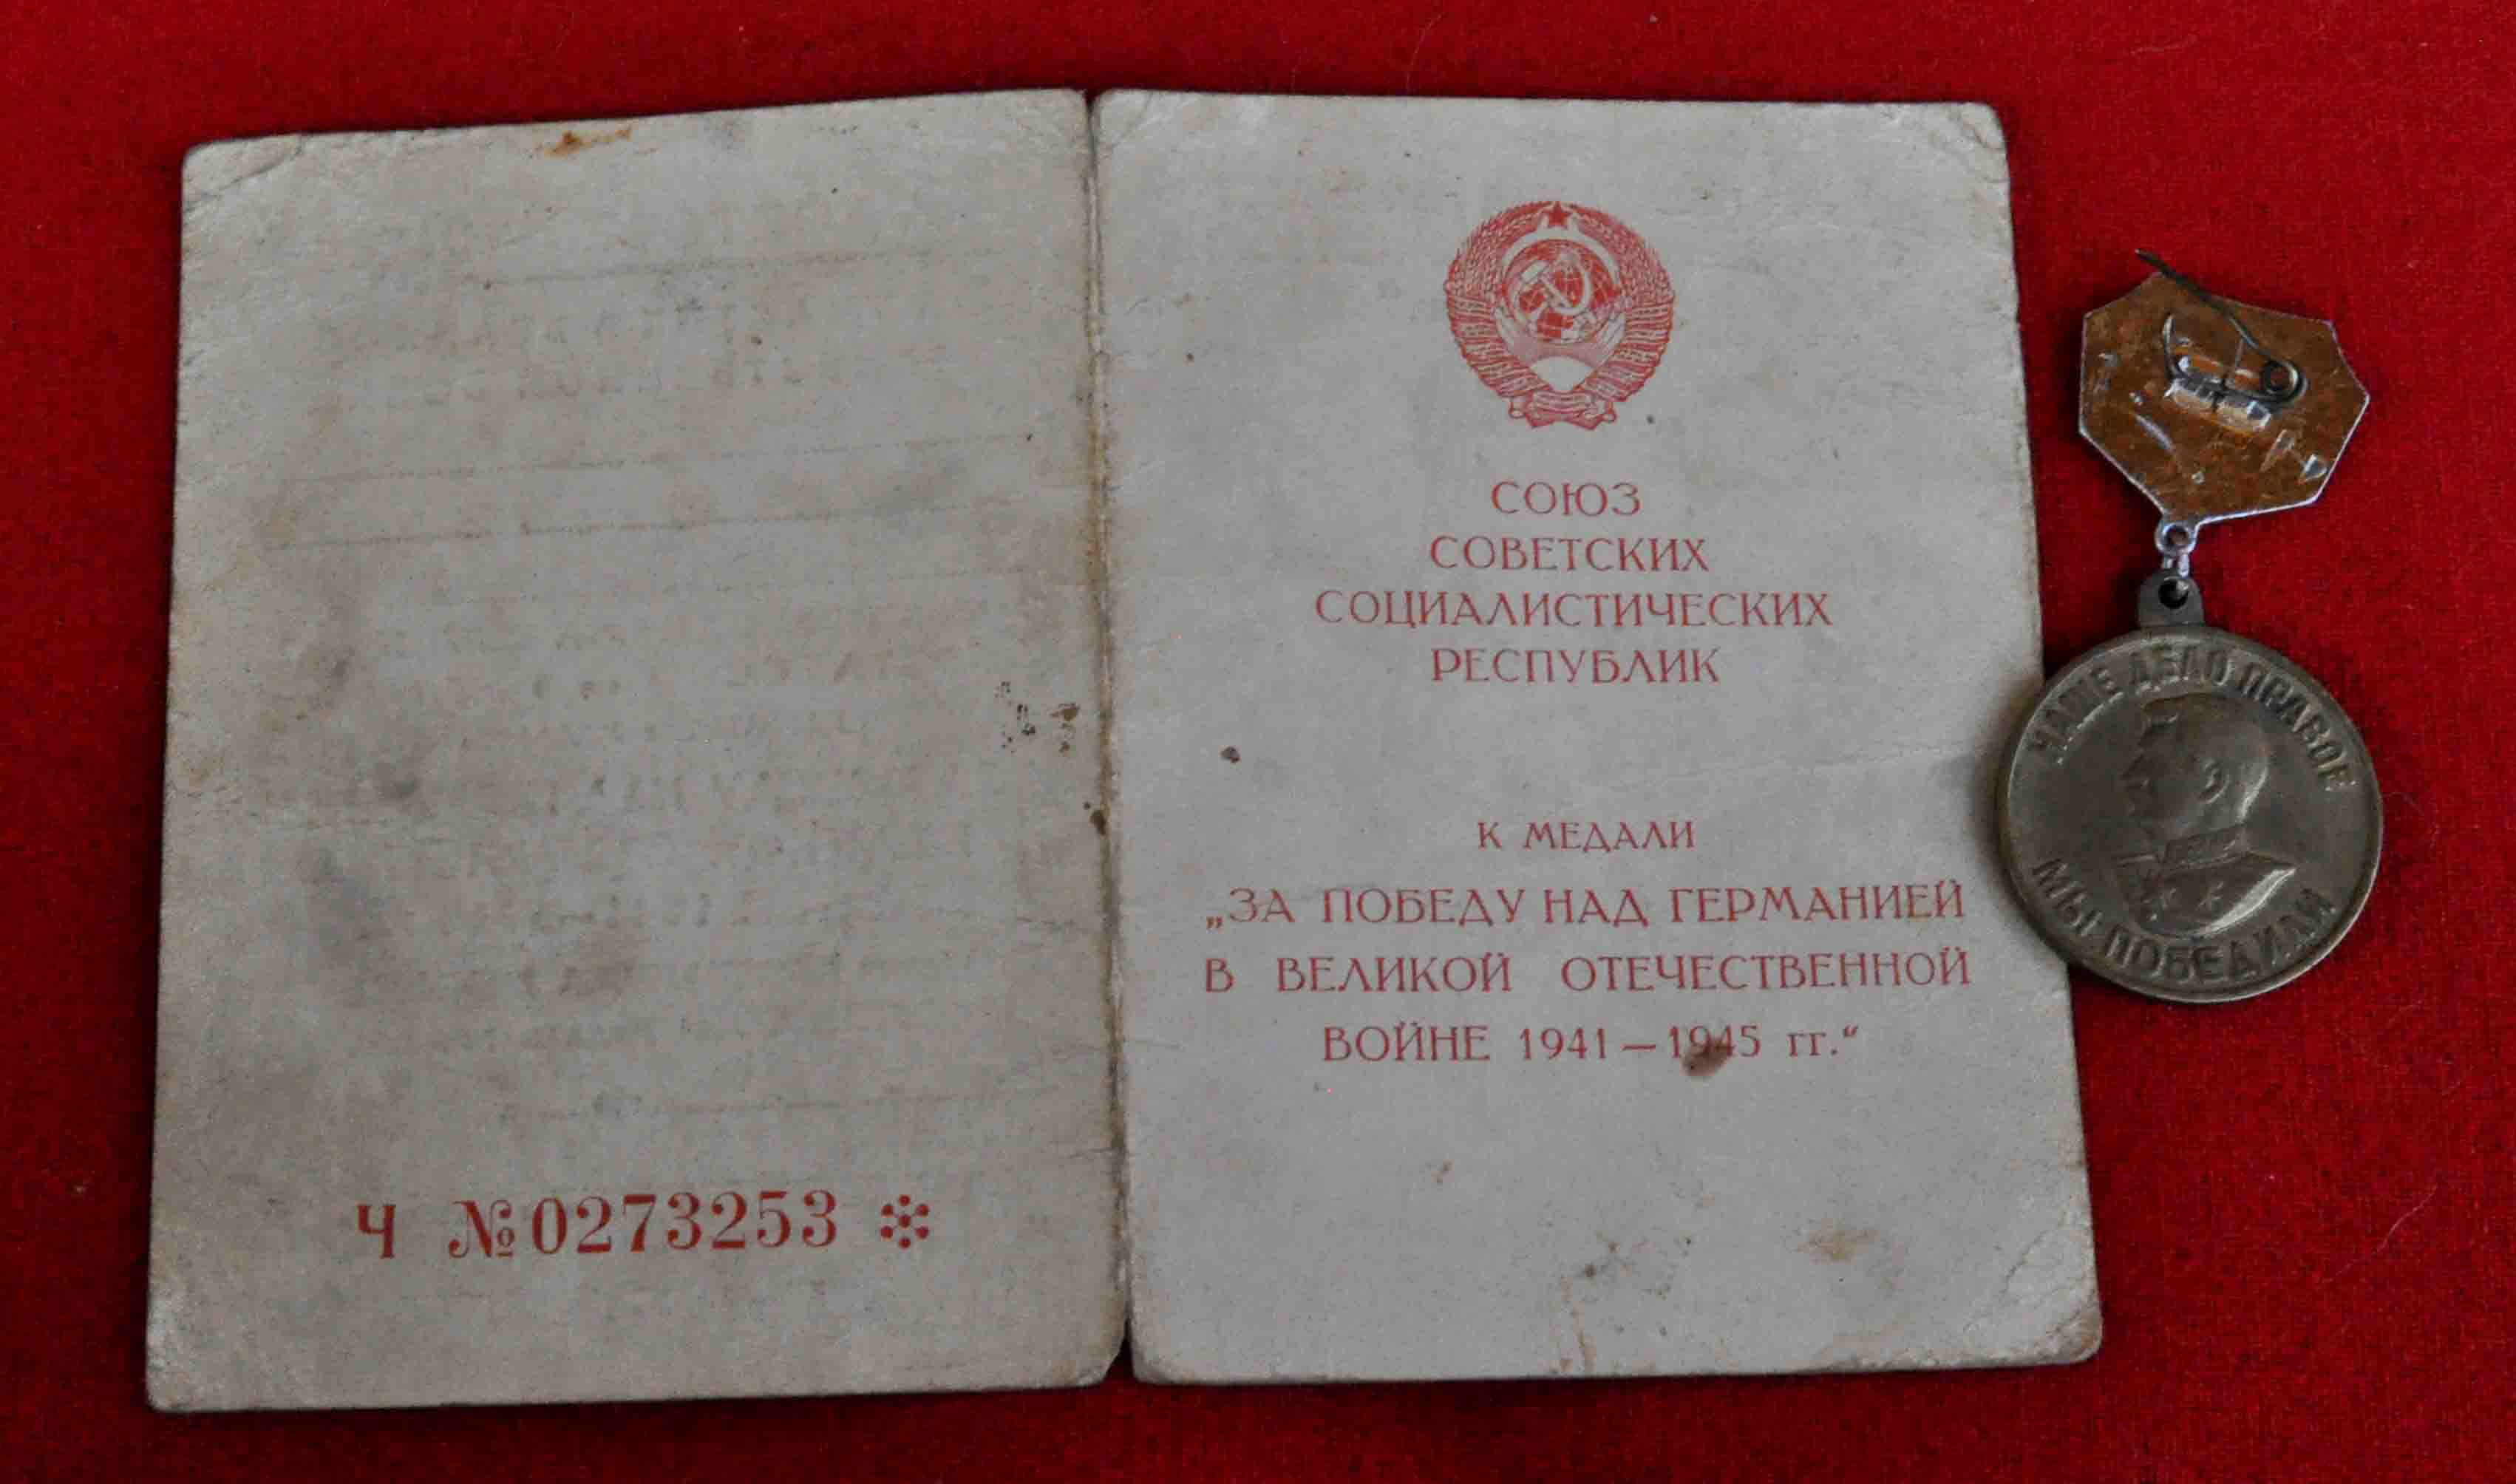 Ч №0273253
СОЮЗ
СОВЕТСКИХ
СОЦИАЛИСТИЧЕСКИХ
РЕСПУБЛИК
К МЕДАЛИ
„ЗА ПОБЕДУ НАД ГЕРМАНИЕЙ
В ВЕЛИКОЙ ОТЕЧЕСТВЕННОЙ
ВОЙНЕ 1941—1945 гг.“
НАШЕ ДЕЛО ПРАВОЕ
МЫ ПОБЕДИЛИ